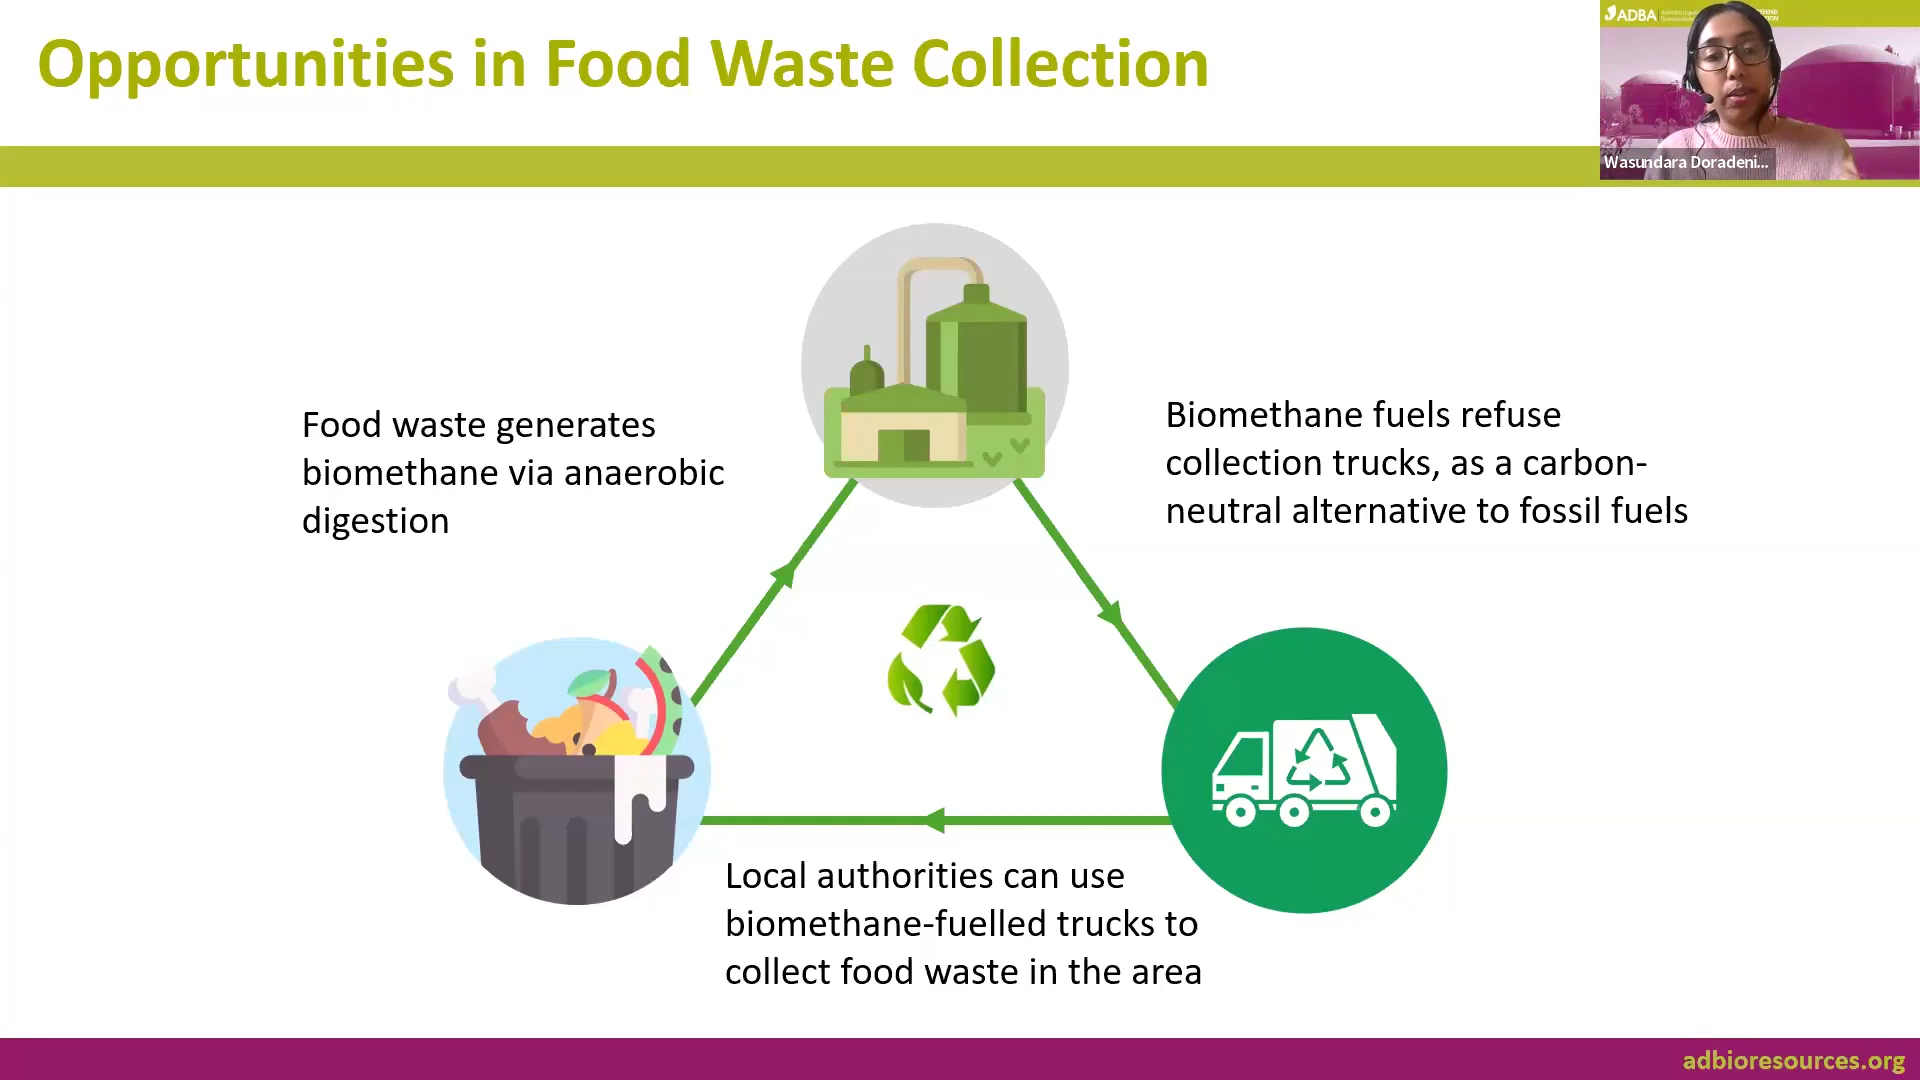 Opportunities in Food Waste Collection
ADBA
Wasundara Doradeni...
Food waste generates
biomethane via anaerobic
digestion
Biomethane fuels refuse
collection trucks, as a carbon-
neutral alternative to fossil fuels
Local authorities can use
biomethane-fuelled trucks to
collect food waste in the area
adbioresources.org